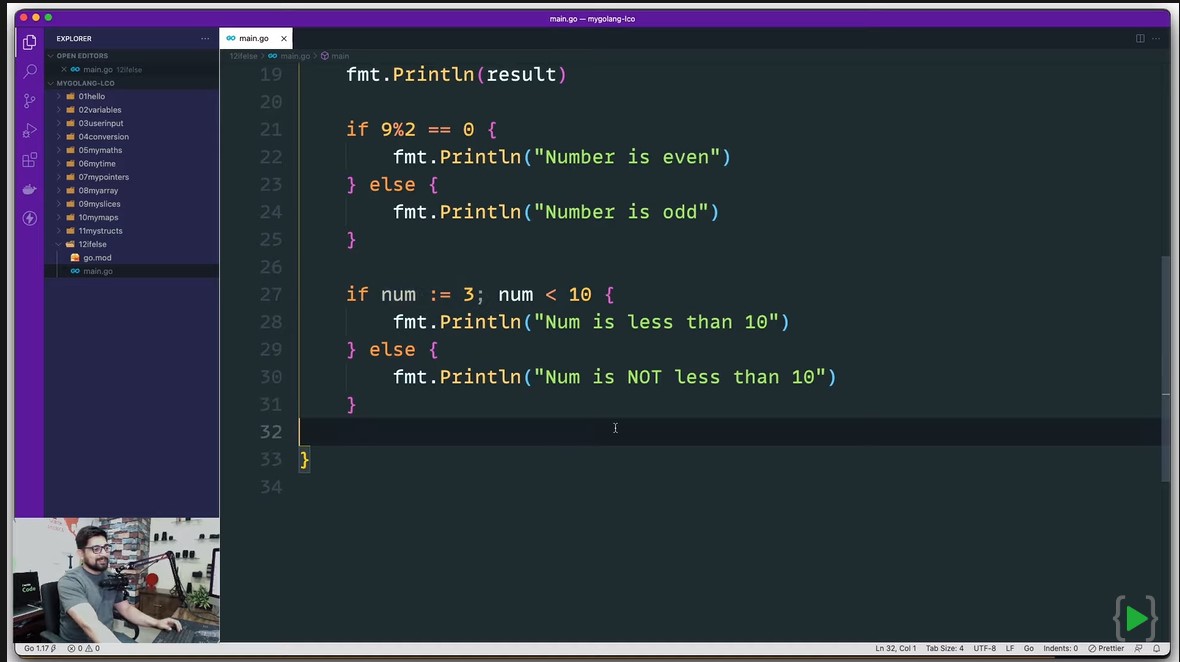 main.go — mygolang-lco
EXPLORER
OPEN EDITORS
main.go 12ifelse
MYGOLANG-LCO
01hello
02variables
03userinput
04conversion
05mymaths
06mytime
07mypointers
08myarray
09myslices
10mymaps
11mystructs
12ifelse
go.mod
main.go
main.go
12ifelse > main.go > main
19 fmt.Println(result)
20
21 if 9%2 == 0 {
22 fmt.Println("Number is even")
23 } else {
24 fmt.Println("Number is odd")
25 }
26
27 if num := 3; num < 10 {
28 fmt.Println("Num is less than 10")
29 } else {
30 fmt.Println("Num is NOT less than 10")
31 }
32
33 }
34
Code
Go 1.17 0 0 Ln 32, Col 1 Tab Size: 4 UTF-8 LF Go Indents: 0 Prettier